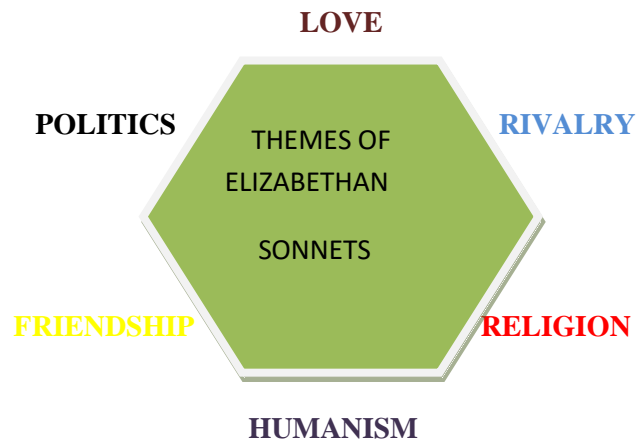 LOVE
POLITICS
RIVALRY
THEMES OF
ELIZABETHAN
SONNETS
FRIENDSHIP
RELIGION
HUMANISM